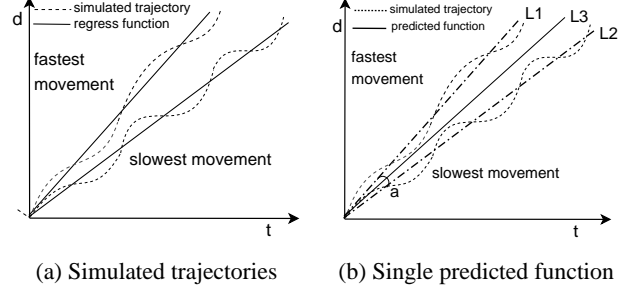 simulated trajectory
regress function
d
fastest
movement
slowest movement
t
(a) Simulated trajectories
simulated trajectory
predicted function
d
L1
L3
L2
fastest
movement
a
slowest movement
t
(b) Single predicted function